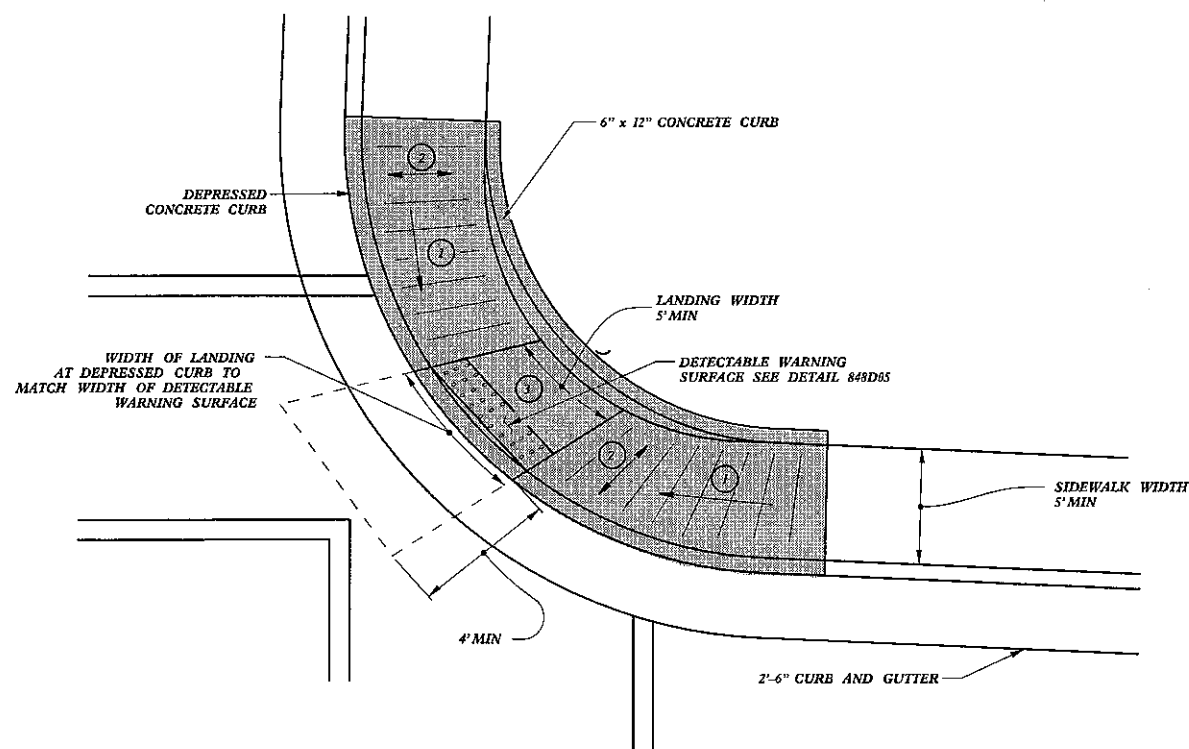 6" x 12" CONCRETE CURB
2
DEPRESSED
CONCRETE CURB
1
LANDING WIDTH
5' MIN
WIDTH OF LANDING
AT DEPRESSED CURB TO
MATCH WIDTH OF DETECTABLE
WARNING SURFACE
DETECTABLE WARNING
SURFACE SEE DETAIL 848D05
3
2
1
SIDEWALK WIDTH
5' MIN
4' MIN
2'-6" CURB AND GUTTER